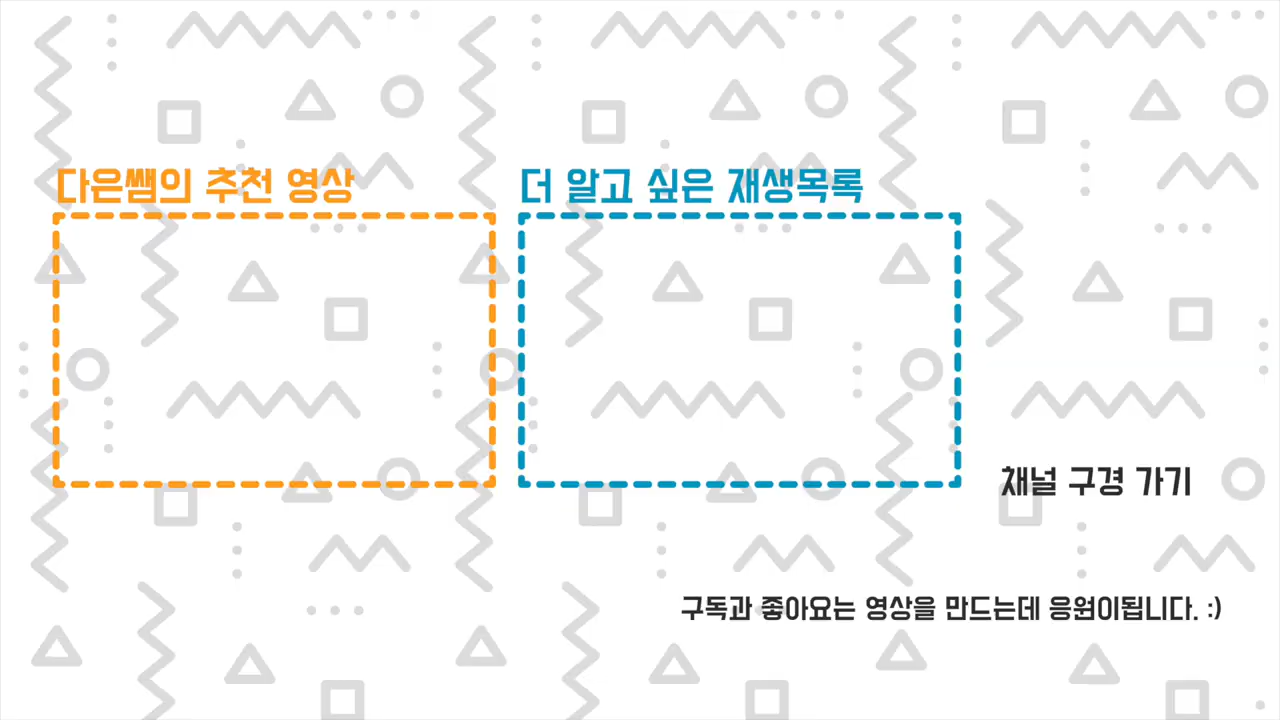 다은쌤의 추천 영상
더 알고 싶은 재생목록
채널 구경 가기
구독과 좋아요는 영상을 만드는데 응원이됩니다. :)